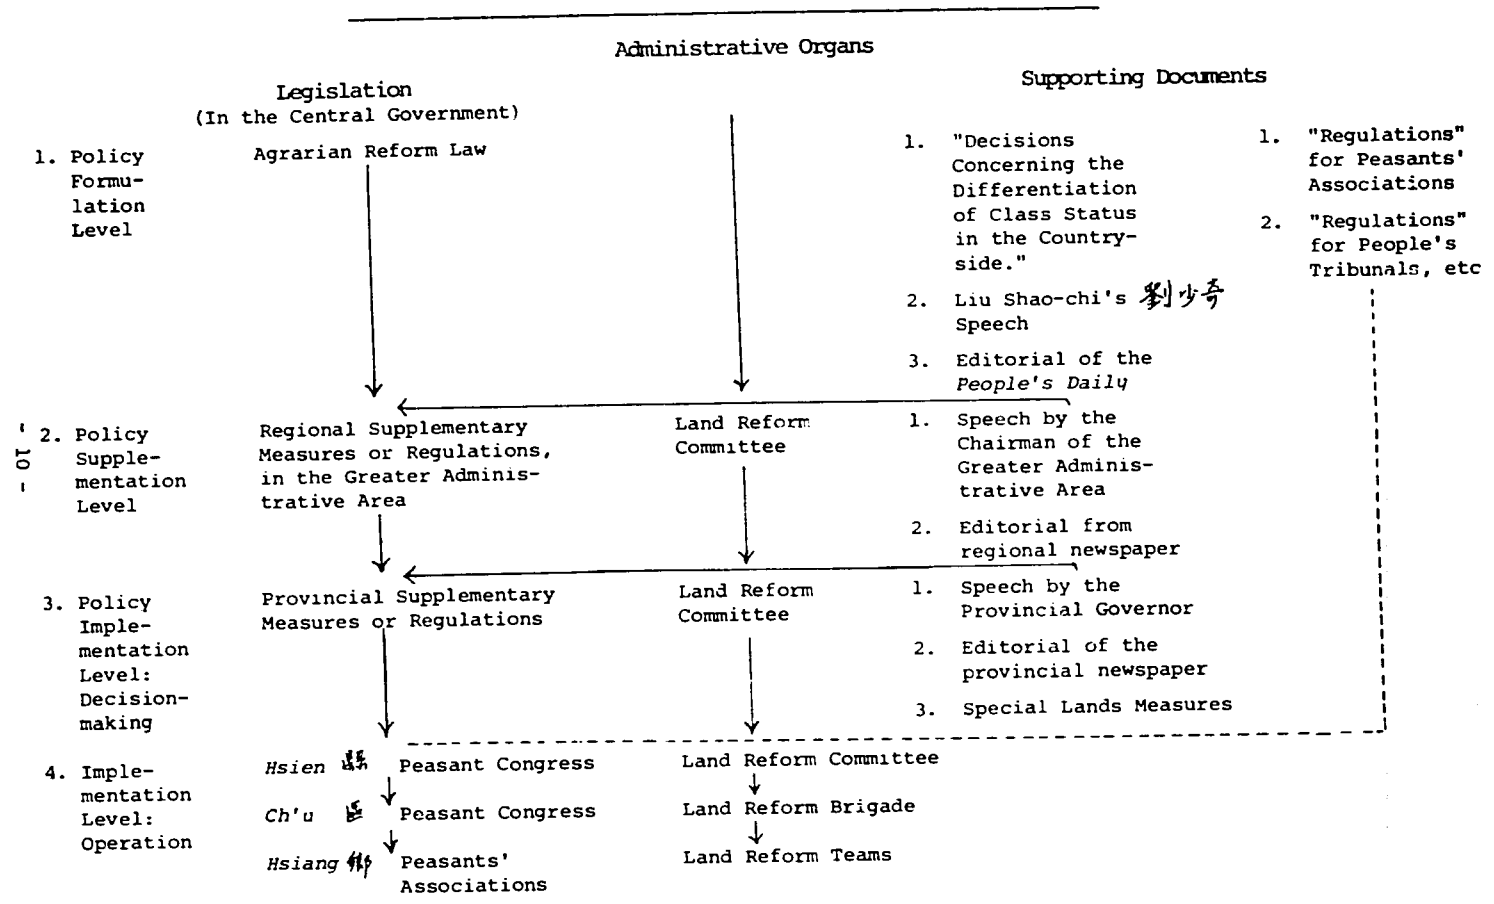 Administrative Organs
Supporting Documents
Legislation
(In the Central Government)
1. Policy
Formu-
lation
Level
Agrarian Reform Law
1. "Decisions
Concerning the
Differentiation
of Class Status
in the Country-
side."
2. Liu Shao-chi's 劉少奇
Speech
3. Editorial of the
People's Daily
1. "Regulations"
for Peasants'
Associations
2. "Regulations"
for People's
Tribunals, etc
- 10 -
2. Policy
Supple-
mentation
Level
Regional Supplementary
Measures or Regulations,
in the Greater Adminis-
trative Area
Land Reform
Committee
1. Speech by the
Chairman of the
Greater Adminis-
trative Area
2. Editorial from
regional newspaper
3. Policy
Imple-
mentation
Level:
Decision-
making
Provincial Supplementary
Measures or Regulations
Land Reform
Committee
1. Speech by the
Provincial Governor
2. Editorial of the
provincial newspaper
3. Special Lands Measures
4. Imple-
mentation
Level:
Operation
Hsien 縣 Peasant Congress
Land Reform Committee
Ch'u 區 Peasant Congress
Land Reform Brigade
Hsiang 鄉 Peasants'
Associations
Land Reform Teams